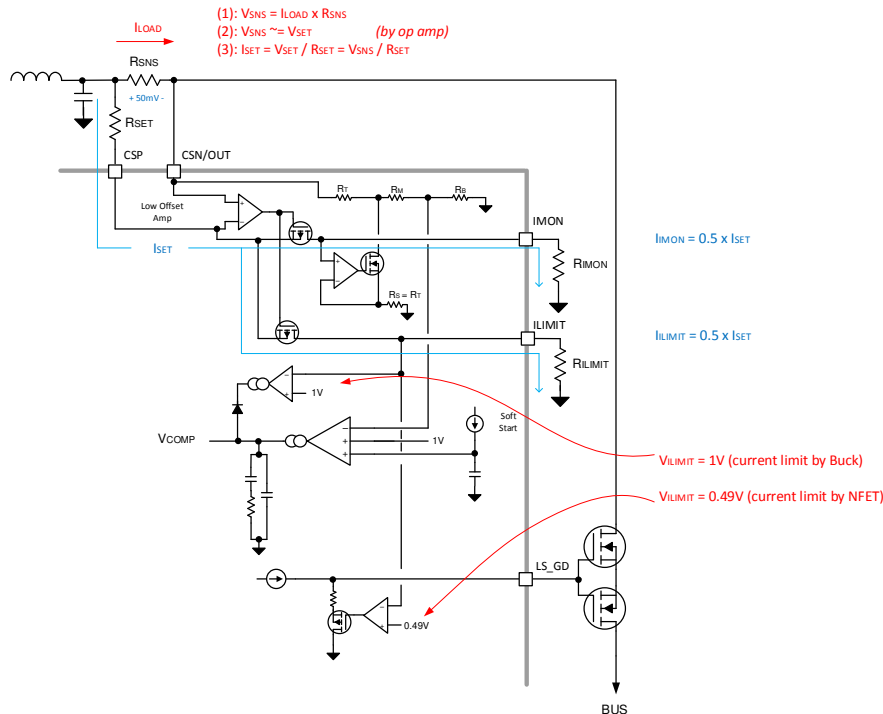 (1): VSNS = ILOAD x RSNS
(2): VSNS ~= VSET (by op amp)
(3): ISET = VSET / RSET = VSNS / RSET
ILOAD
RSNS
+ 50mV -
RSET
CSP
CSN/OUT
RT
RM
RB
Low Offset
Amp
+
-
IMON
ISET
IIMON = 0.5 x ISET
RIMON
+
-
RS = RT
ILIMIT
IILIMIT = 0.5 x ISET
RILIMIT
-
+
1V
Soft
Start
VCOMP
-
+
1V
+
VILIMIT = 1V (current limit by Buck)
VILIMIT = 0.49V (current limit by NFET)
LS_GD
-
+
0.49V
BUS